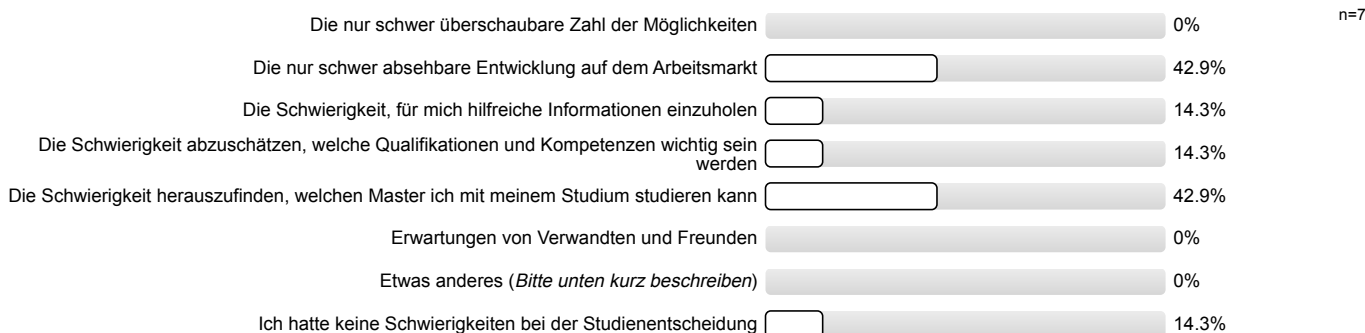 Die nur schwer überschaubare Zahl der Möglichkeiten 0% n=7
Die nur schwer absehbare Entwicklung auf dem Arbeitsmarkt 42.9%
Die Schwierigkeit, für mich hilfreiche Informationen einzuholen 14.3%
Die Schwierigkeit abzuschätzen, welche Qualifikationen und Kompetenzen wichtig sein
werden 14.3%
Die Schwierigkeit herauszufinden, welchen Master ich mit meinem Studium studieren kann 42.9%
Erwartungen von Verwandten und Freunden 0%
Etwas anderes (Bitte unten kurz beschreiben) 0%
Ich hatte keine Schwierigkeiten bei der Studienentscheidung 14.3%